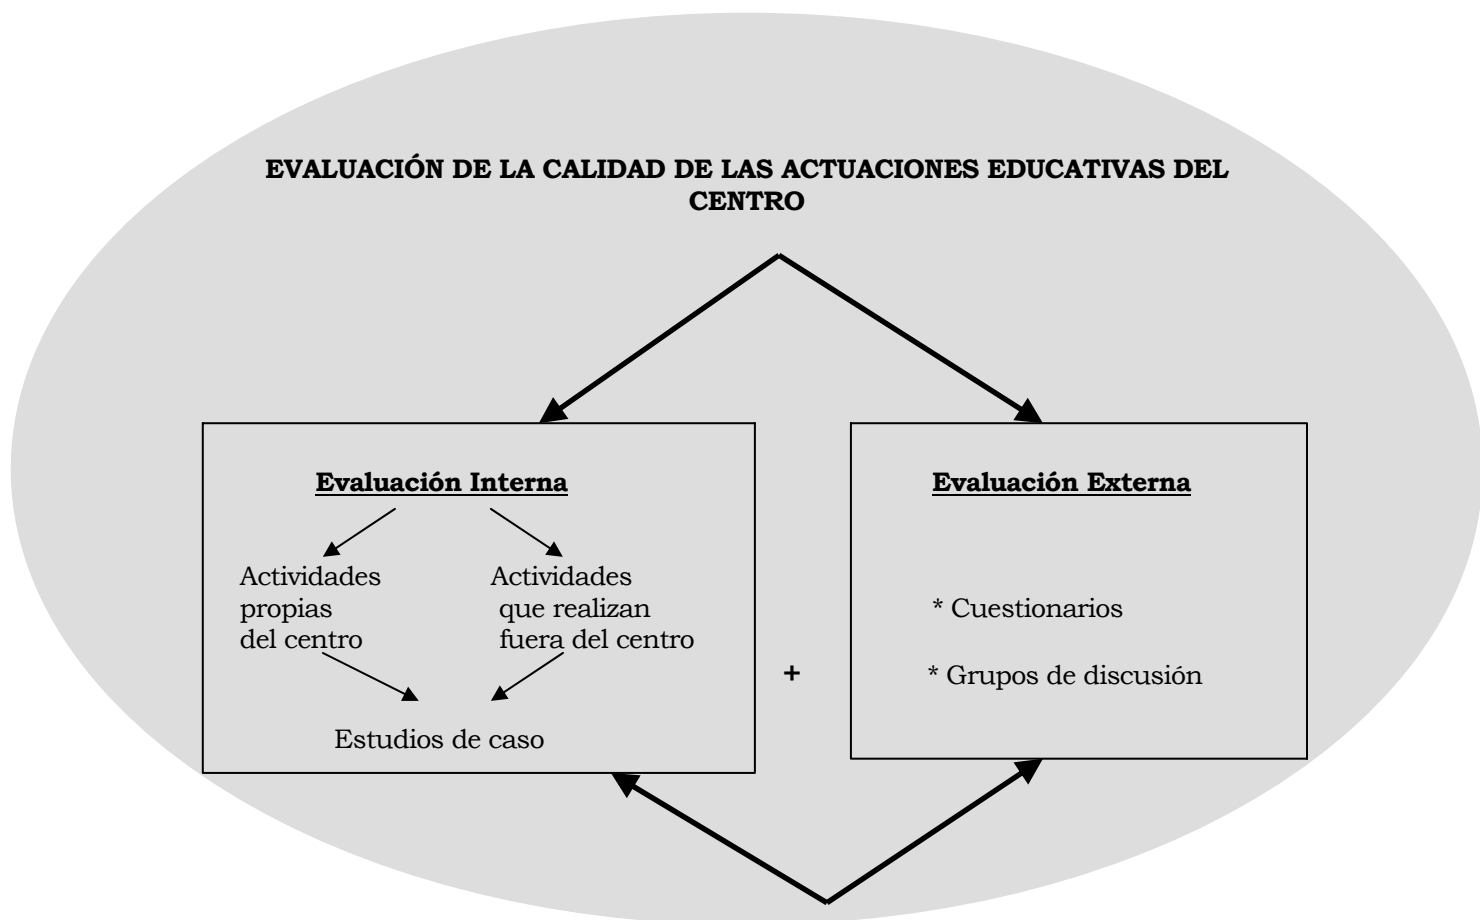 EVALUACIÓN DE LA CALIDAD DE LAS ACTUACIONES EDUCATIVAS DEL
CENTRO
Evaluación Interna
Actividades
propias
del centro
Actividades
que realizan
fuera del centro
Estudios de caso
+
Evaluación Externa
* Cuestionarios
* Grupos de discusión